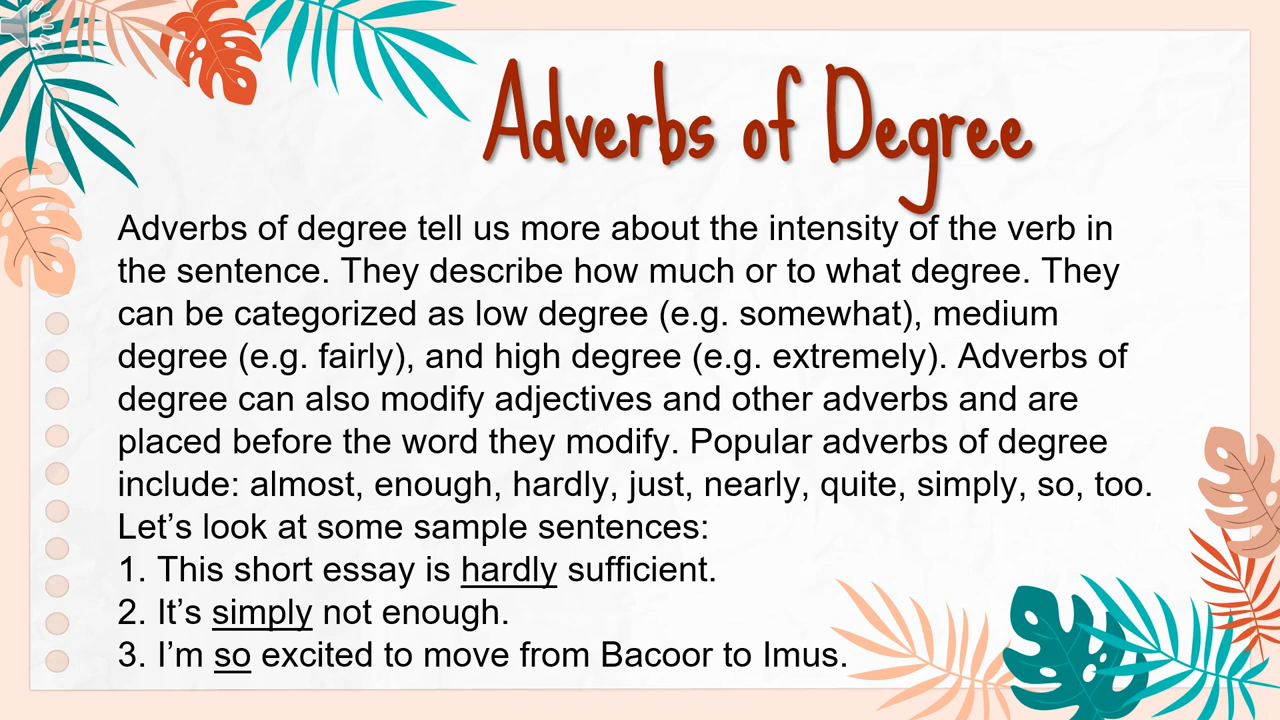 Adverbs of Degree
Adverbs of degree tell us more about the intensity of the verb in
the sentence. They describe how much or to what degree. They
can be categorized as low degree (e.g. somewhat), medium
degree (e.g. fairly), and high degree (e.g. extremely). Adverbs of
degree can also modify adjectives and other adverbs and are
placed before the word they modify. Popular adverbs of degree
include: almost, enough, hardly, just, nearly, quite, simply, so, too.
Let’s look at some sample sentences:
1. This short essay is hardly sufficient.
2. It’s simply not enough.
3. I’m so excited to move from Bacoor to Imus.